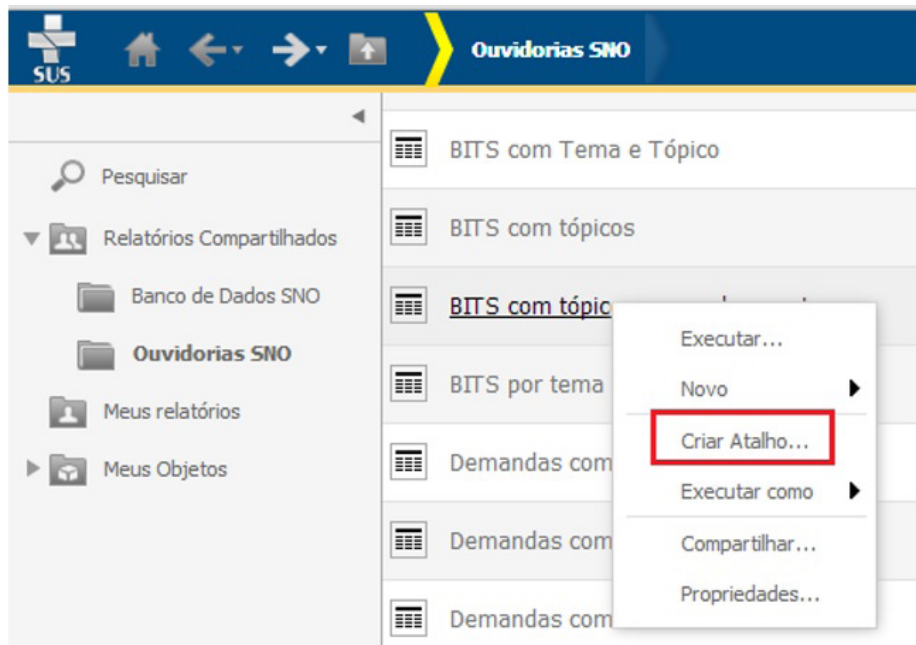 SUS
Ouvidorias SNO
Pesquisar
Relatórios Compartilhados
Banco de Dados SNO
Ouvidorias SNO
Meus relatórios
Meus Objetos
BITS com Tema e Tópico
BITS com tópicos
BITS com tópic
BITS por tema
Demandas com
Demandas com
Demandas com
Executar...
Novo
Criar Atalho...
Executar como
Compartilhar...
Propriedades...